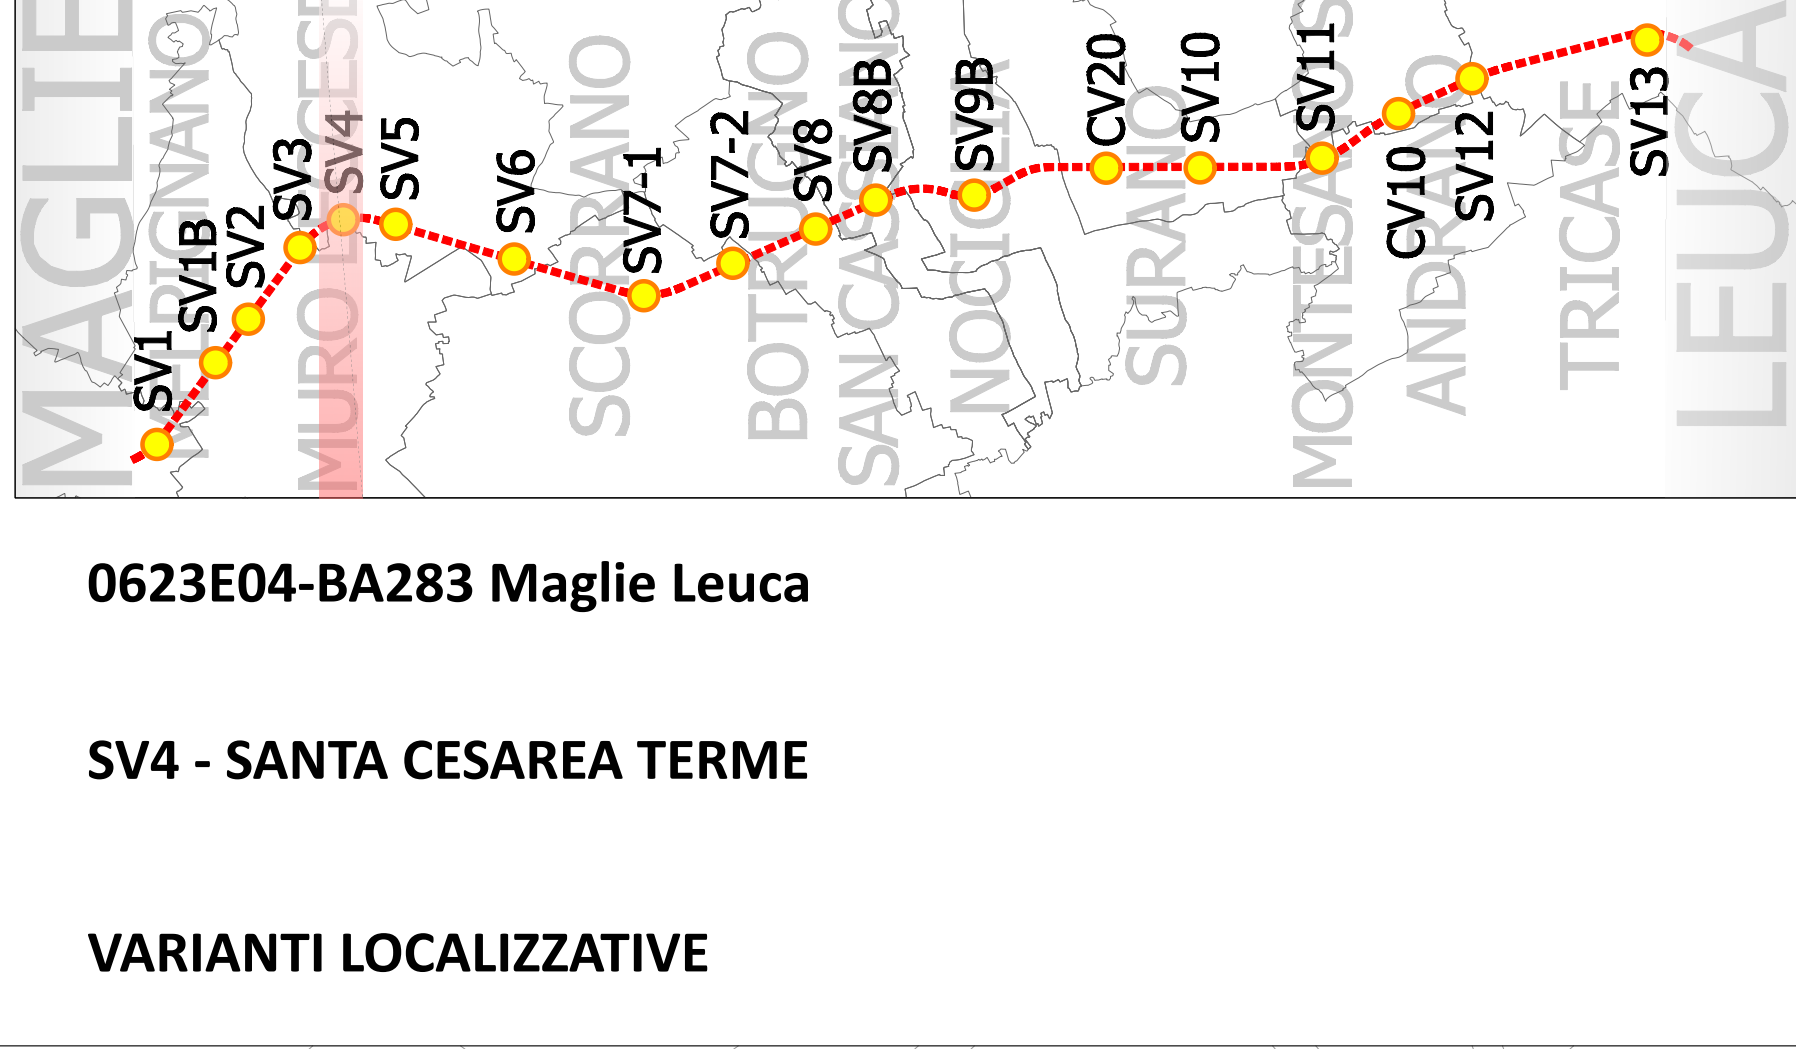 MAGLIE
MELPIGNANO
MURO LECCESE
SCORRANO
BOTRUGNO
SAN CASSIANO
NOCIGLIA
SURANO
ANDRANO
TRICASE
LEUCA
SV1
SV1B
SV2
SV3
SV4
SV5
SV6
SV7-1
SV7-2
SV8
SV8B
SV9B
CV20
SV10
SV11
CV10
SV12
SV13
0623E04-BA283 Maglie Leuca
SV4 - SANTA CESAREA TERME
VARIANTI LOCALIZZATIVE